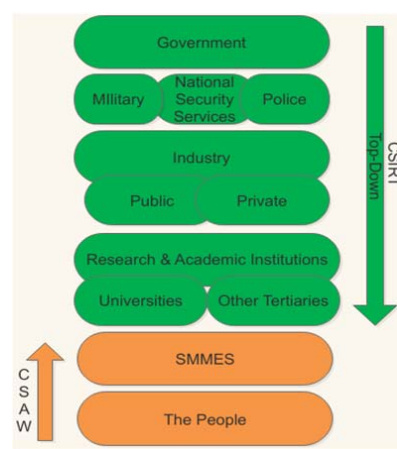 Government
MIlitary
National
Security
Services
Police
Industry
Public
Private
Research & Academic Institutions
Universities
Other Tertiaries
SMMES
The People
CSIRT
Top-Down
C
S
A
W